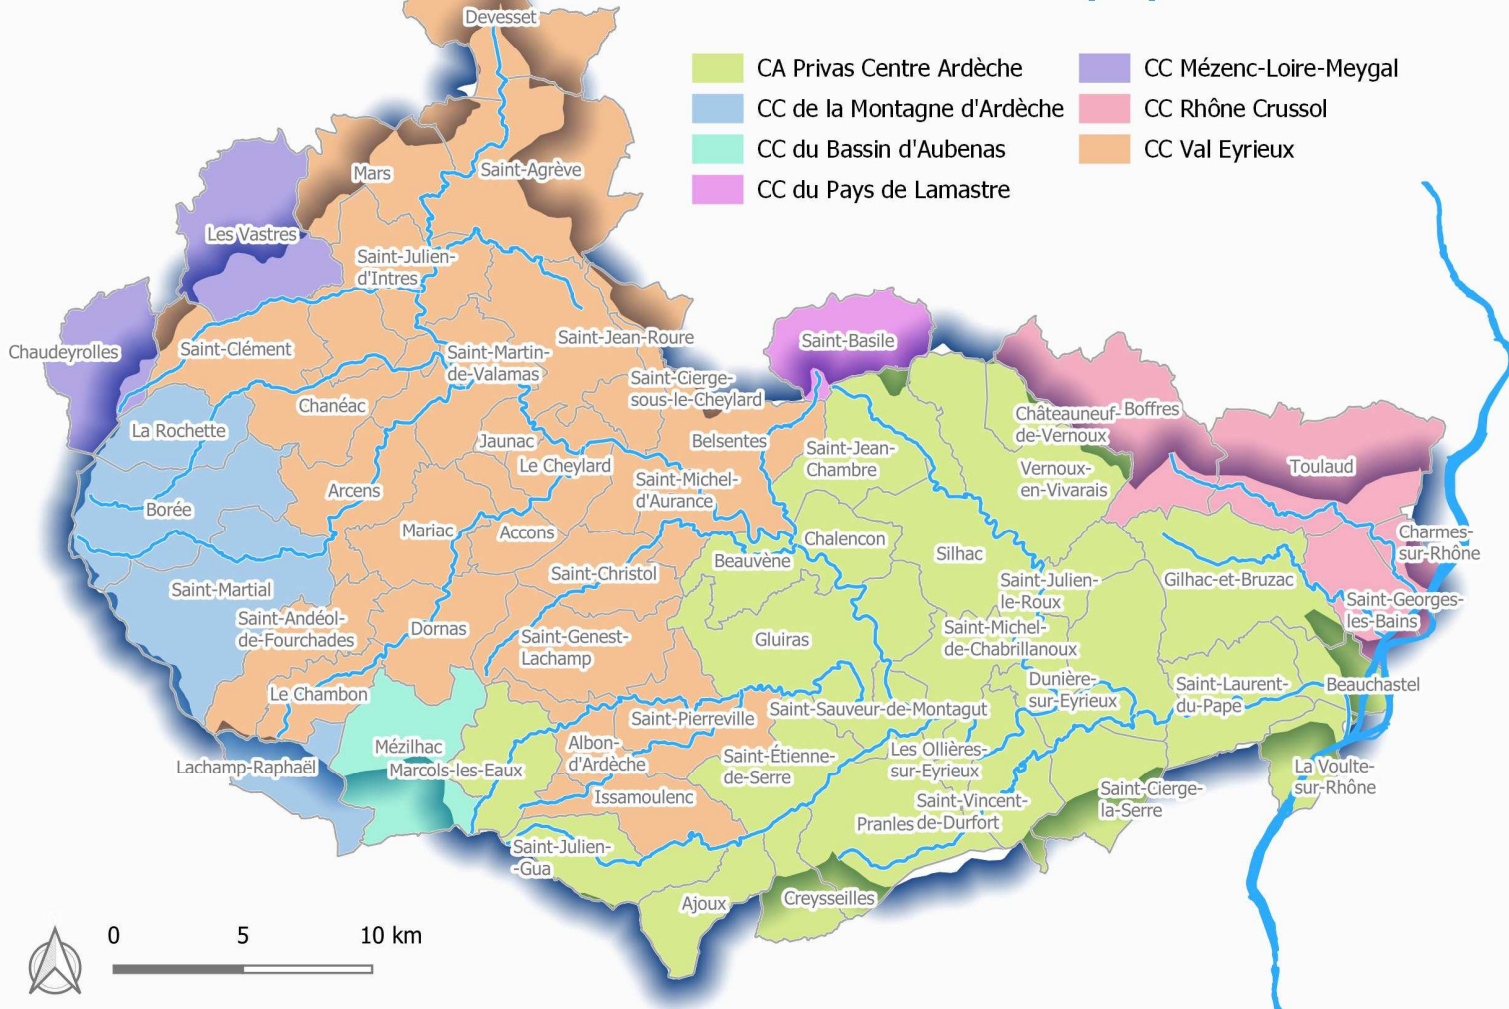 Devesset
CA Privas Centre Ardèche
CC de la Montagne d'Ardèche
CC du Bassin d'Aubenas
CC du Pays de Lamastre
CC Mézenc-Loire-Meygal
CC Rhône Crussol
CC Val Eyrieux
Mars
Saint-Agrève
Les Vastres
Saint-Julien-
d'Intres
Chaudeyrolles
Saint-Clément
Saint-Martin-
de-Valamas
Saint-Jean-Roure
Saint-Basile
Saint-Cierge-
sous-le-Cheylard
Chanéac
La Rochette
Jaunac
Belsentes
Châteauneuf-
de-Vernoux
Boffres
Saint-Jean-
Chambre
Le Cheylard
Toulaud
Vernoux-
en-Vivarais
Saint-Michel-
d'Aurance
Arcens
Borée
Mariac
Accons
Chalencon
Silhac
Charmes-
sur-Rhône
Beauvène
Saint-Christol
Gilhac-et-Bruzac
Saint-Julien-
le-Roux
Saint-Martial
Saint-Georges-
les-Bains
Saint-Andéol-
de-Fourchades
Dornas
Saint-Genest-
Lachamp
Gluiras
Saint-Michel-
de-Chabrillanoux
Le Chambon
Dunière-
sur-Eyrieux
Saint-Laurent-
du-Pape
Beauchastel
Saint-Pierreville
Saint-Sauveur-de-Montagut
Mézilhac
Albon-
d'Ardèche
Saint-Étienne-
de-Serre
Les Ollières-
sur-Eyrieux
Lachamp-Raphaël
Marcols-les-Eaux
La Voulte-
sur-Rhône
Issamoulenc
Saint-Vincent-
de-Durfort
Pranles
Saint-Cierge-
la-Serre
Saint-Julien-
-Gua
Ajoux
Creysseilles
0 5 10 km